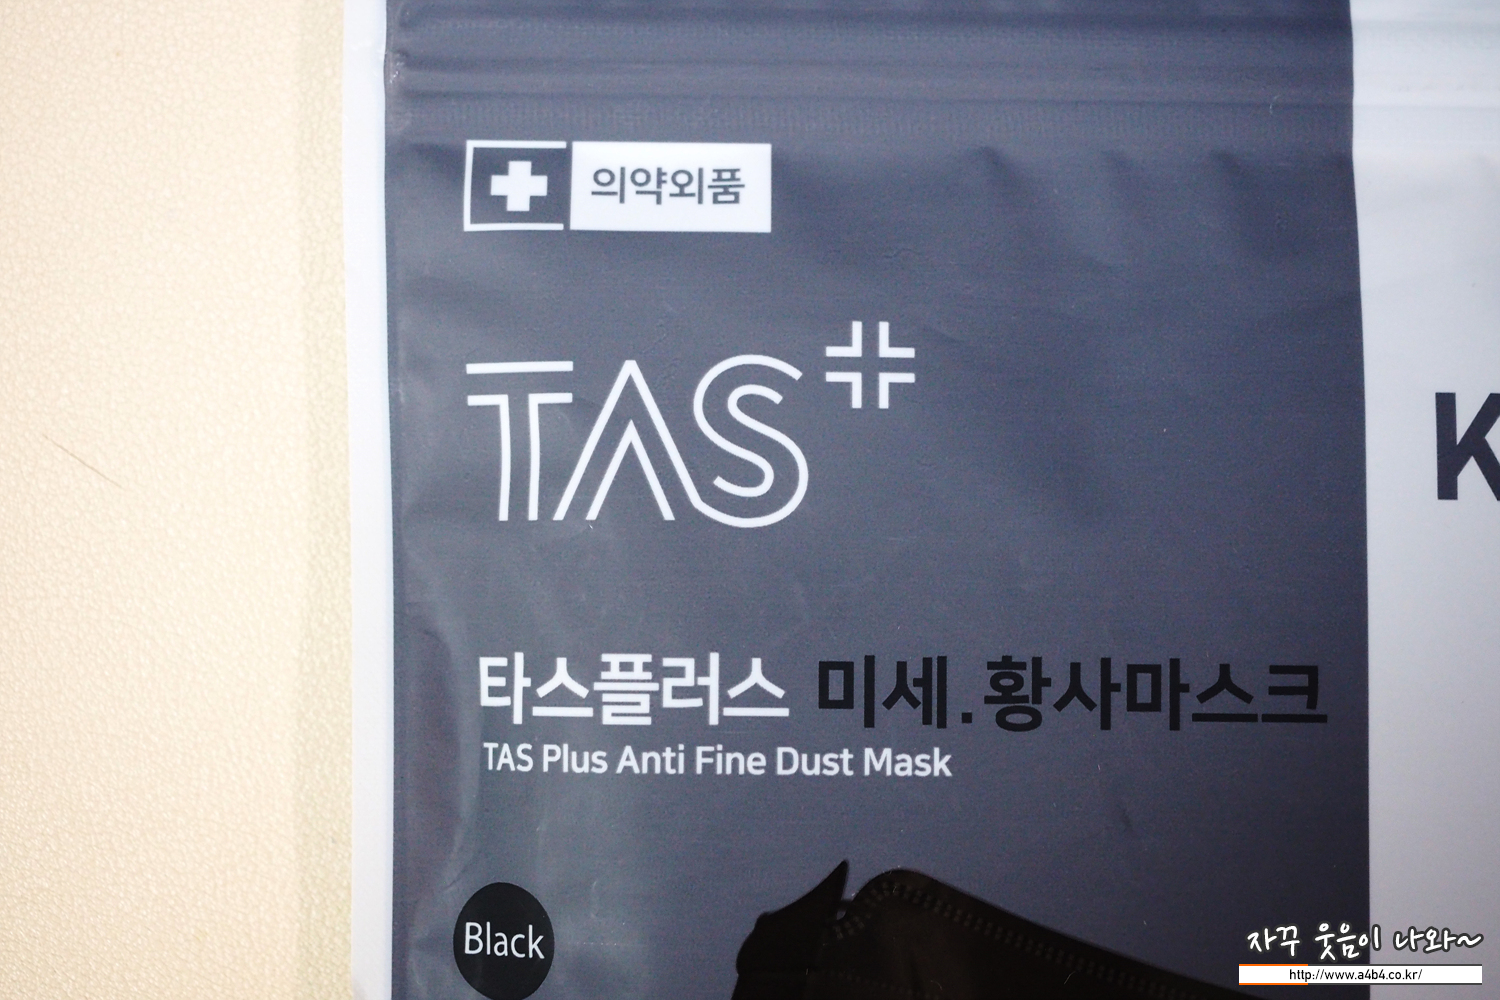 의약외품
TAS
K
타스플러스 미세.황사마스크
TAS Plus Anti Fine Dust Mask
Black
자꾸 웃음이 나와~
http://www.a4b4.co.kr/